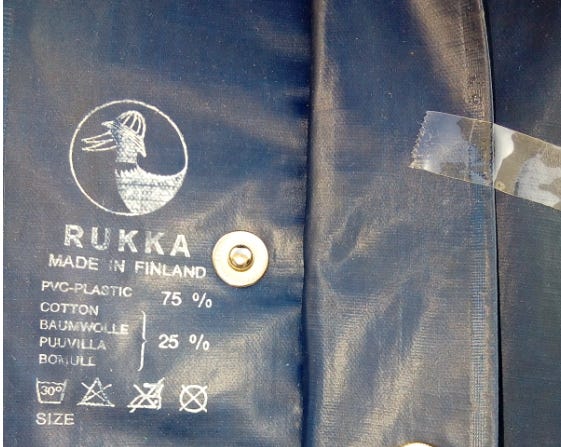 RUKKA
MADE IN FINLAND
PVC-PLASTIC 75 %
COTTON
BAUMWOLLE
PUUVILLA
BOMULL
25 %
30°
SIZE